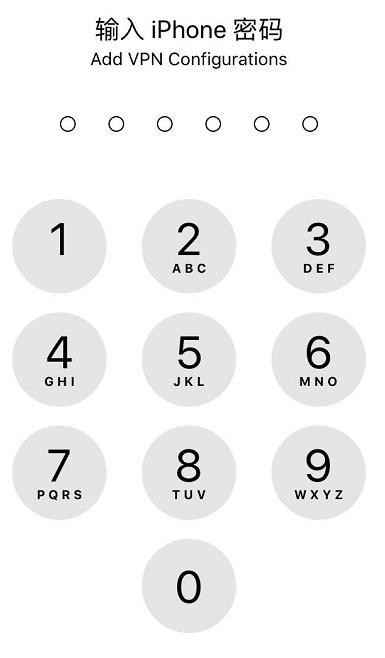 输入 iPhone 密码
Add VPN Configurations
1
2
ABC
3
DEF
4
GHI
5
JKL
6
MNO
7
PQRS
8
TUV
9
WXYZ
0